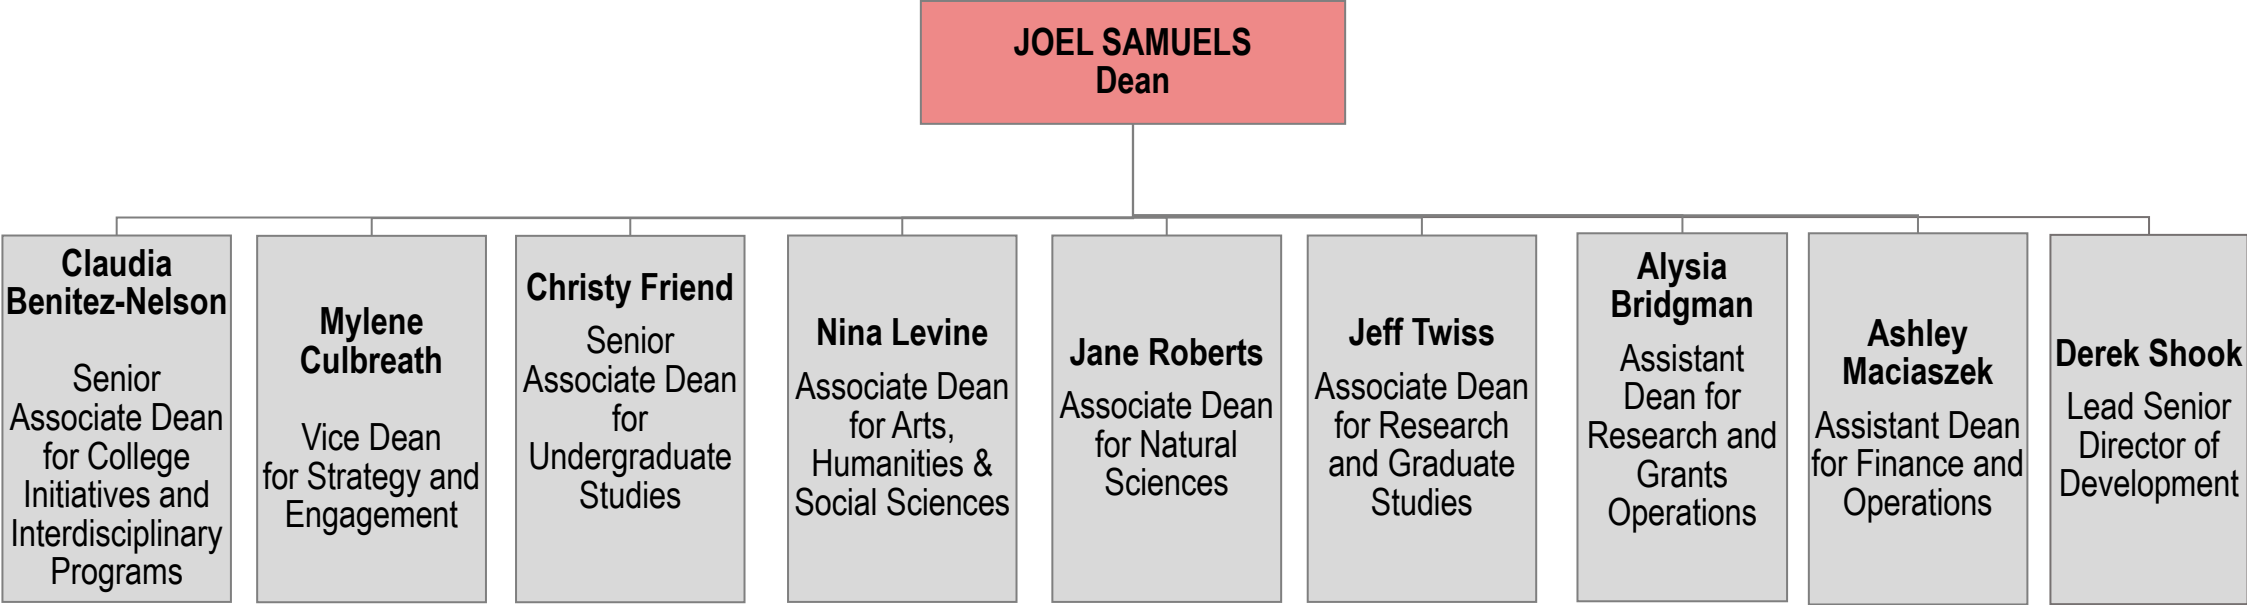 JOEL SAMUELS
Dean
Claudia
Benitez-Nelson
Senior
Associate Dean
for College
Initiatives and
Interdisciplinary
Programs
Mylene
Culbreath
Vice Dean
for Strategy and
Engagement
Christy Friend
Senior
Associate Dean
for
Undergraduate
Studies
Nina Levine
Associate Dean
for Arts,
Humanities &
Social Sciences
Jane Roberts
Associate Dean
for Natural
Sciences
Jeff Twiss
Associate Dean
for Research
and Graduate
Studies
Alysia
Bridgman
Assistant
Dean for
Research and
Grants
Operations
Ashley
Maciaszek
Assistant Dean
for Finance and
Operations
Derek Shook
Lead Senior
Director of
Development